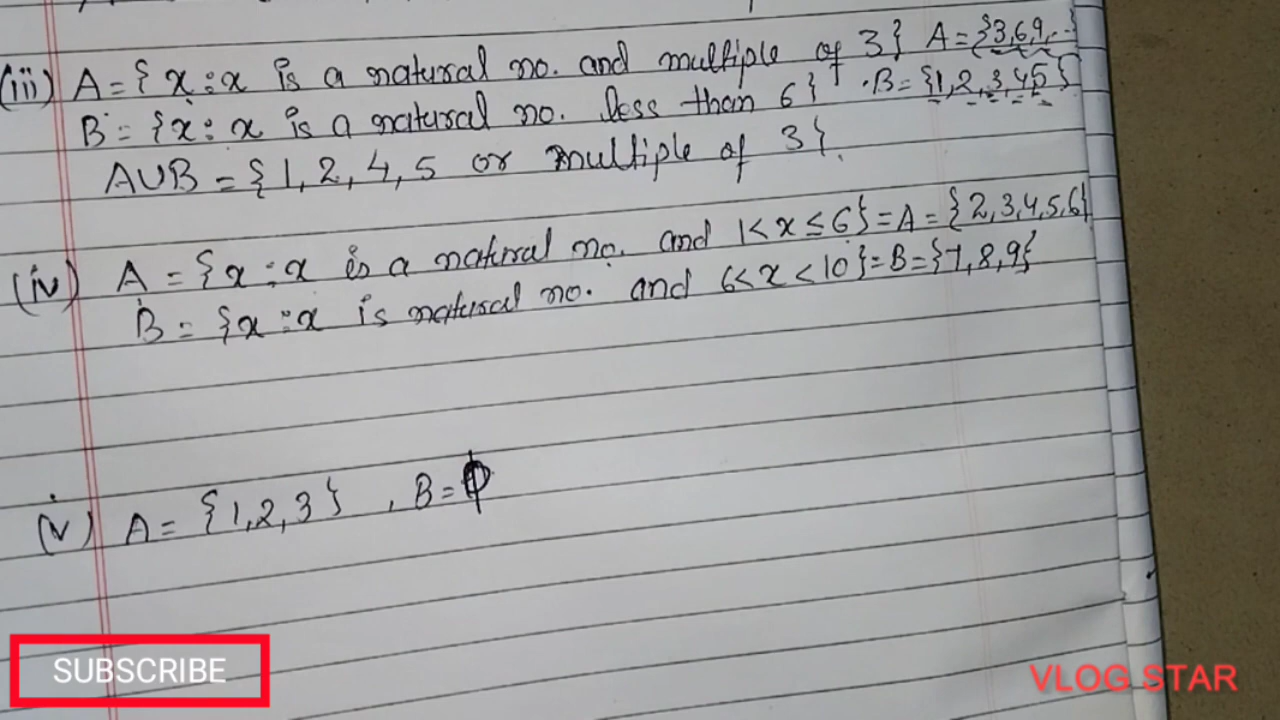 (iii) A = { x : x is a natural no. and multiple of 3} A = {3,6,9,..}
B = {x : x is a natural no. less than 6} . B = {1,2,3,4,5}
AUB = {1,2,4,5 or multiple of 3}.
(iv) A = {x : x is a natural no. and 1< x ≤ 6} = A = {2,3,4,5,6}
B = {x : x is natural no. and 6< x < 10} = B = {7,8,9}
(v) A = {1,2,3} , B = ϕ
SUBSCRIBE
VLOG STAR